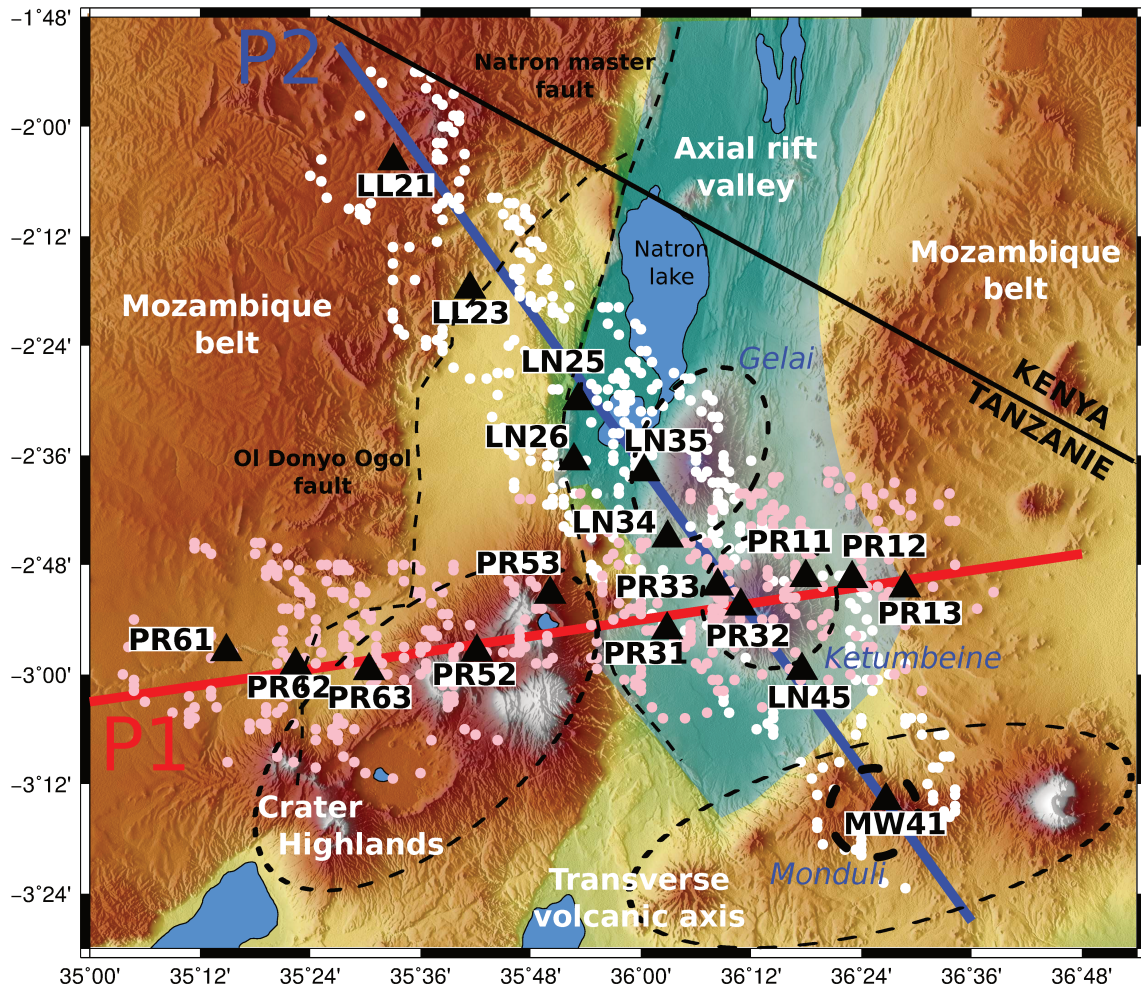 −1°48'
−2°00'
−2°12'
−2°24'
−2°36'
−2°48'
−3°00'
−3°12'
−3°24'
35°00'
35°12'
35°24'
35°36'
35°48'
36°00'
36°12'
36°24'
36°36'
36°48'
P2
Natron master
fault
Axial rift
valley
LL21
Natron
lake
Mozambique
belt
Mozambique
belt
LL23
LN25
Gelai
KENYA
TANZANIE
LN26
LN35
Ol Donyo Ogol
fault
LN34
PR11
PR12
PR53
PR33
PR13
PR61
PR31
PR32
PR62
PR63
PR52
Ketumbeine
LN45
P1
Crater
Highlands
MW41
Monduli
Transverse
volcanic axis